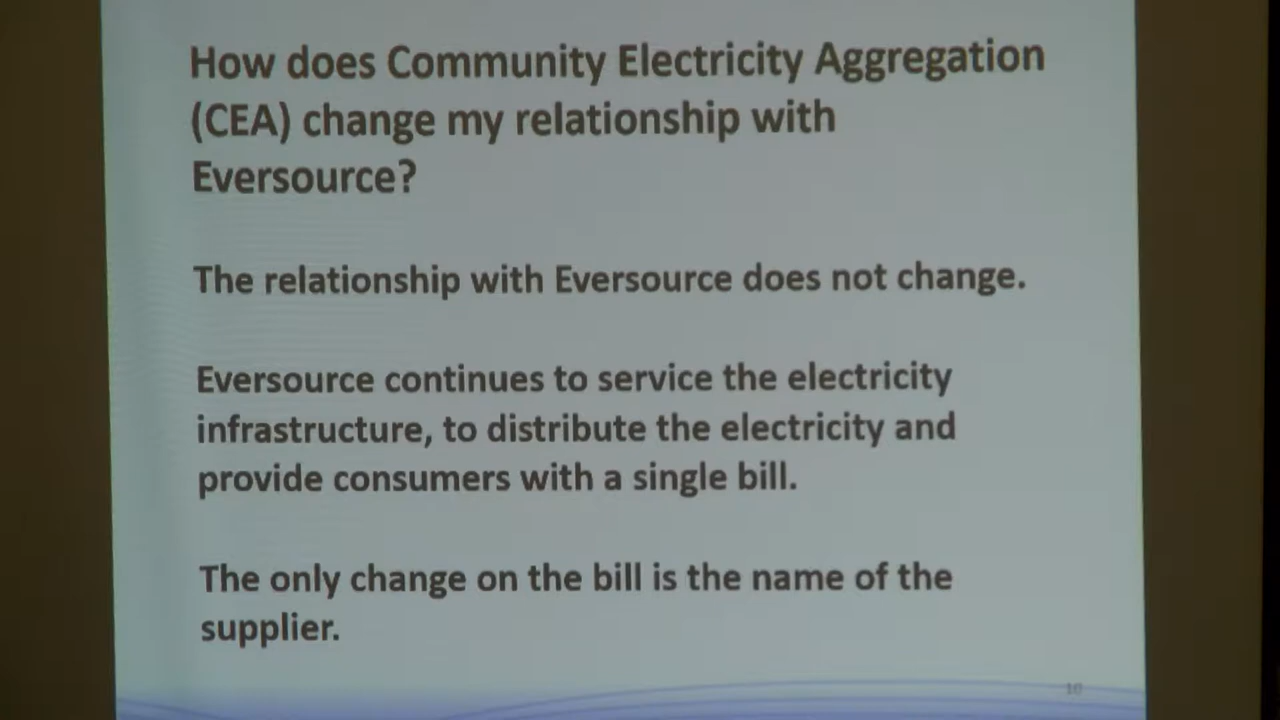 How does Community Electricity Aggregation
(CEA) change my relationship with
Eversource?
The relationship with Eversource does not change.
Eversource continues to service the electricity
infrastructure, to distribute the electricity and
provide consumers with a single bill.
The only change on the bill is the name of the
supplier.
10